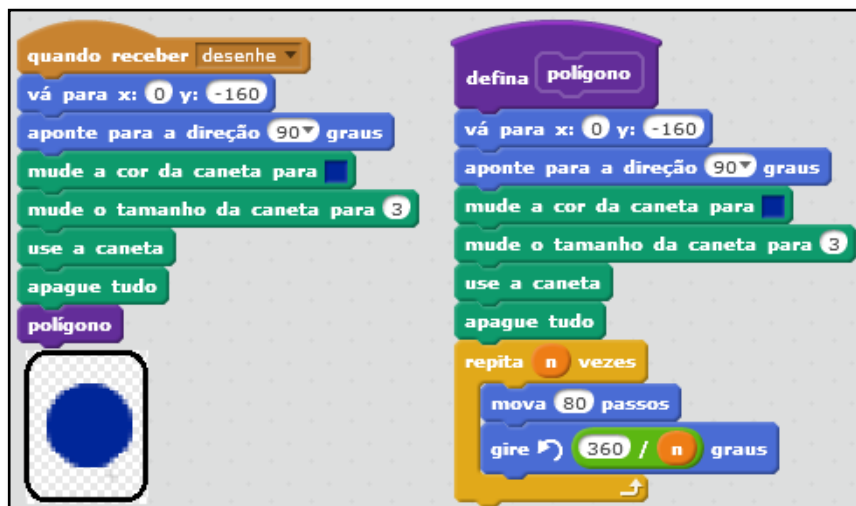 quando receber desenhe
vá para x: 0 y: -160
aponte para a direção 90 graus
mude a cor da caneta para
mude o tamanho da caneta para 3
use a caneta
apague tudo
polígono
defina polígono
vá para x: 0 y: -160
aponte para a direção 90 graus
mude a cor da caneta para
mude o tamanho da caneta para 3
use a caneta
apague tudo
repita n vezes
mova 80 passos
gire 360 / n graus